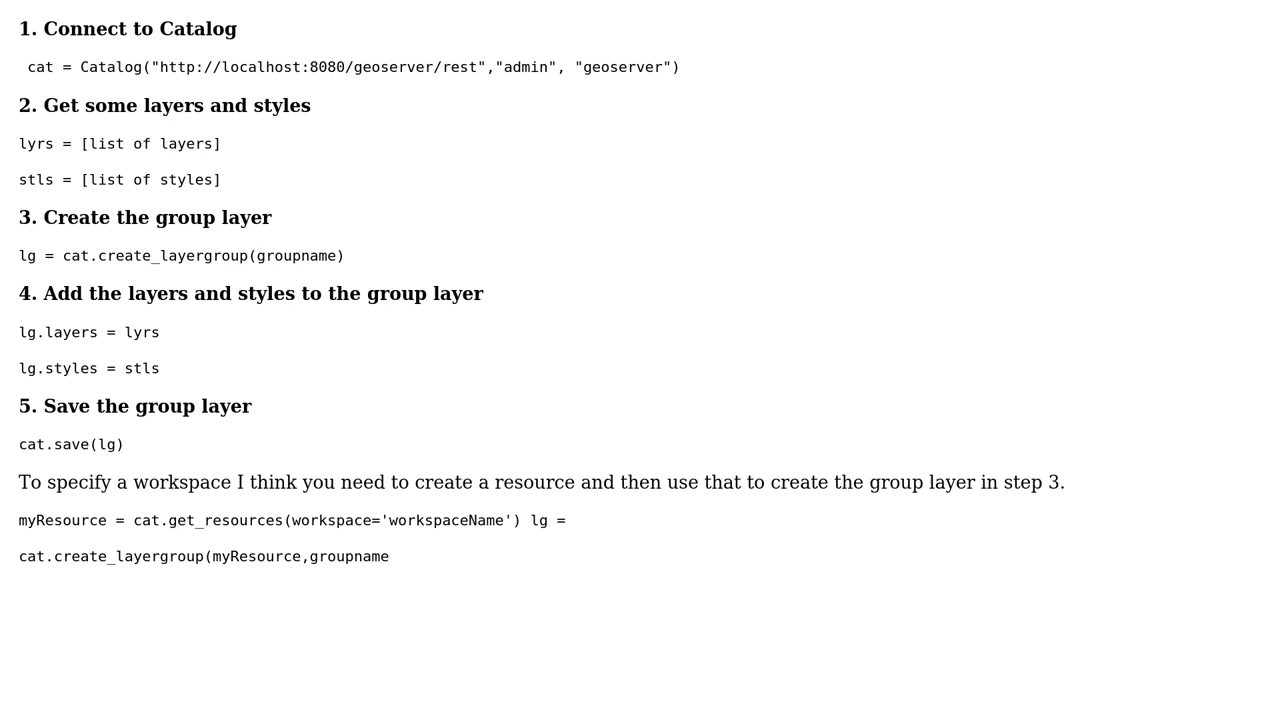 1. Connect to Catalog
cat = Catalog("http://localhost:8080/geoserver/rest","admin", "geoserver")
2. Get some layers and styles
lyrs = [list of layers]
stls = [list of styles]
3. Create the group layer
lg = cat.create_layergroup(groupname)
4. Add the layers and styles to the group layer
lg.layers = lyrs
lg.styles = stls
5. Save the group layer
cat.save(lg)
To specify a workspace I think you need to create a resource and then use that to create the group layer in step 3.
myResource = cat.get_resources(workspace='workspaceName') lg =
cat.create_layergroup(myResource,groupname